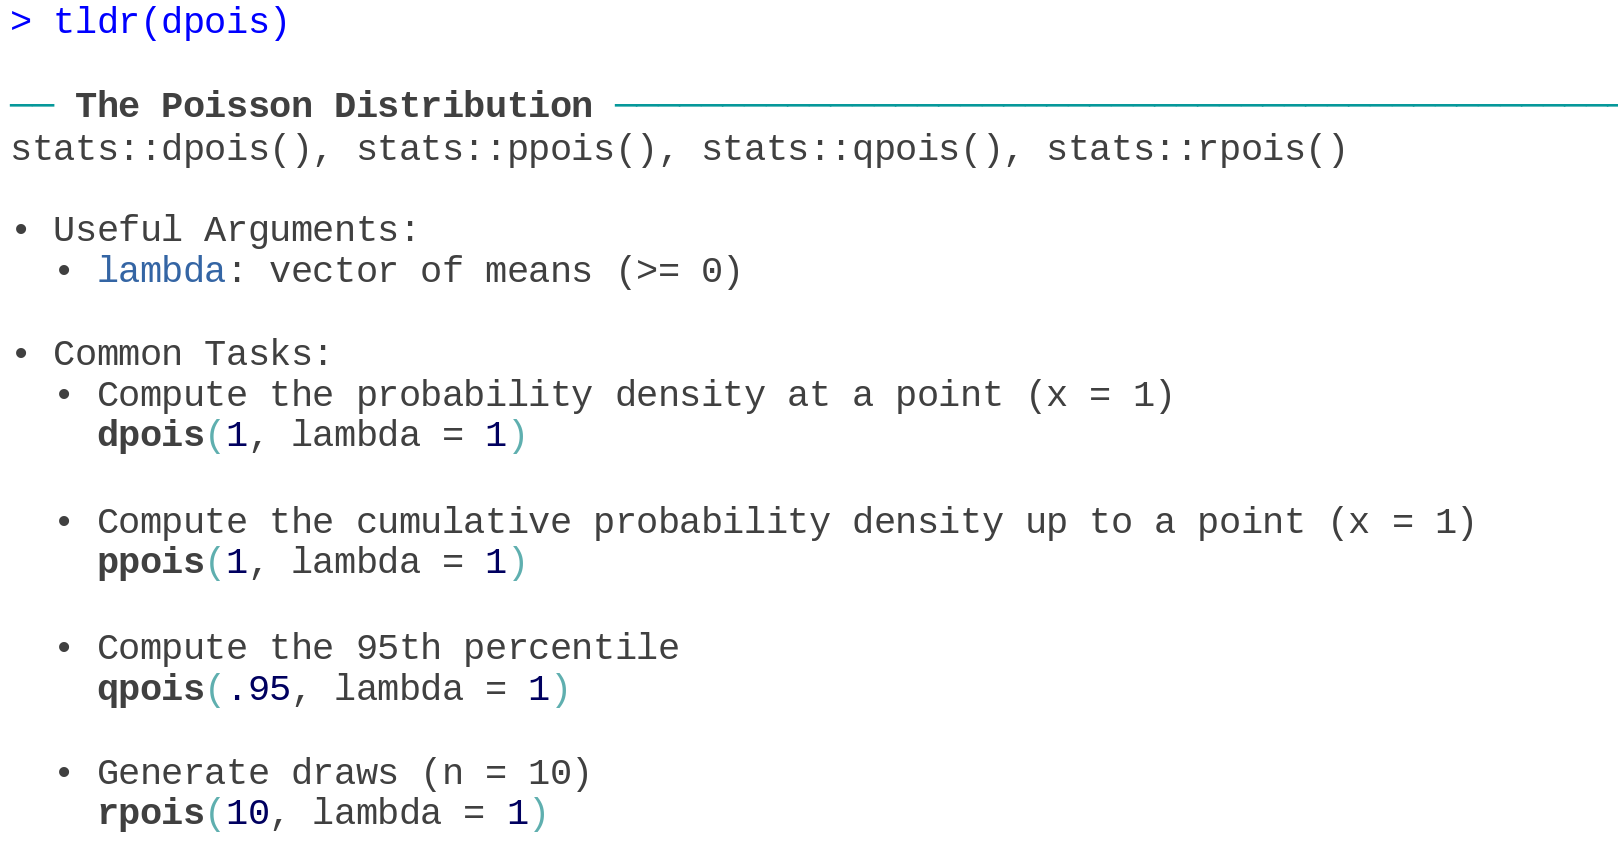 > tldr(dpois)
── The Poisson Distribution ──────────────────────────────────────────────
stats::dpois(), stats::ppois(), stats::qpois(), stats::rpois()
• Useful Arguments:
• lambda: vector of means (>= 0)
• Common Tasks:
• Compute the probability density at a point (x = 1)
dpois(1, lambda = 1)
• Compute the cumulative probability density up to a point (x = 1)
ppois(1, lambda = 1)
• Compute the 95th percentile
qpois(.95, lambda = 1)
• Generate draws (n = 10)
rpois(10, lambda = 1)